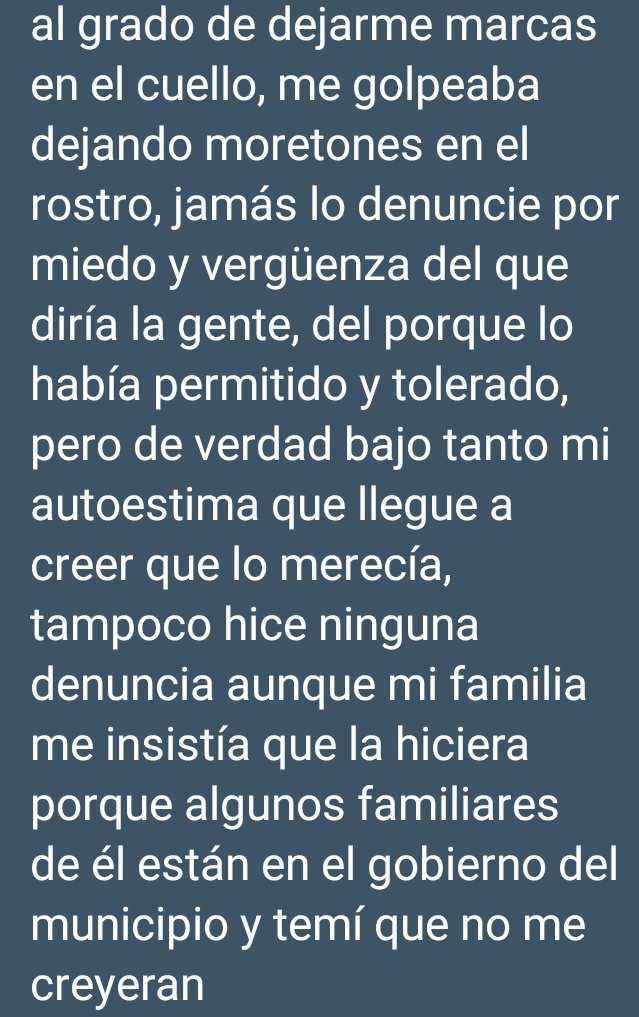 al grado de dejarme marcas
en el cuello, me golpeaba
dejando moretones en el
rostro, jamás lo denuncie por
miedo y vergüenza del que
diría la gente, del porque lo
había permitido y tolerado,
pero de verdad bajo tanto mi
autoestima que llegue a
creer que lo merecía,
tampoco hice ninguna
denuncia aunque mi familia
me insistía que la hiciera
porque algunos familiares
de él están en el gobierno del
municipio y temí que no me
creyeran